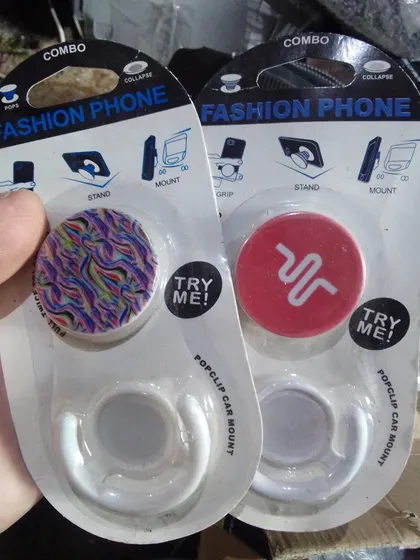 COMBO
POPS
COLLAPSE
FASHION PHONE
STAND
MOUNT
TRY
ME!
POPCLIP CAR MOUNT
COMBO
COLLAPSE
FASHION PHONE
GRIP
STAND
MOUNT
TRY
ME!
POPCLIP CAR MOUNT